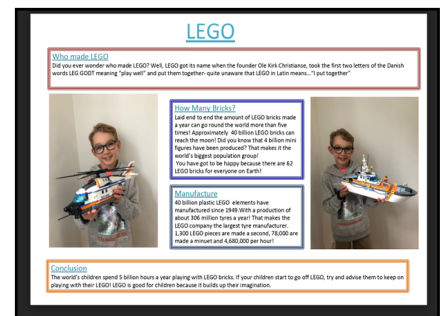 LEGO
Who made LEGO
Did you ever wonder who made LEGO? Well, LEGO got its name when the founder Ole Kirk Christianse, took the first two letters of the Danish
words LEG GODT meaning "play well" and put them together- quite unaware that LEGO in Latin means..."I put together"
How Many Bricks?
Laid end to end the amount of LEGO bricks made
a year can go round the world more than five
times! Approximately 40 billion LEGO bricks can
reach the moon! Did you know that 4 billion mini
figures have been produced? That makes it the
world's biggest population group!
You have got to be happy because there are 62
LEGO bricks for everyone on Earth!
Manufacture
40 billion plastic LEGO elements have
manufactured since 1949.With a production of
about 306 million tyres a year! That makes the
LEGO company the largest tyre manufacturer.
1,300 LEGO pieces are made a second, 78,000 are
made a minuet and 4,680,000 per hour!
Conclusion
The world's children spend 5 billion hours a year playing with LEGO bricks. If your children start to go off LEGO, try and advise them to keep on
playing with their LEGO! LEGO is good for children because it builds up their imagination.